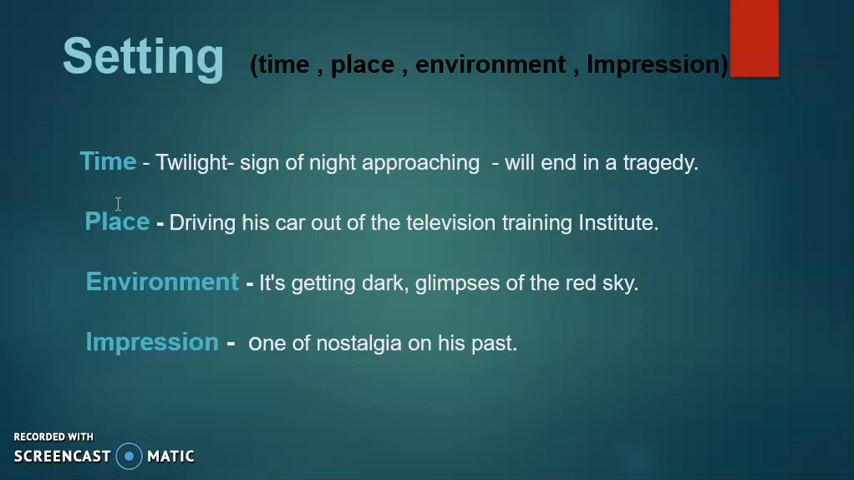 Setting (time , place , environment , Impression)
Time - Twilight- sign of night approaching - will end in a tragedy.
Place - Driving his car out of the television training Institute.
Environment - It's getting dark, glimpses of the red sky.
Impression - one of nostalgia on his past.
RECORDED WITH
SCREENCAST MATIC